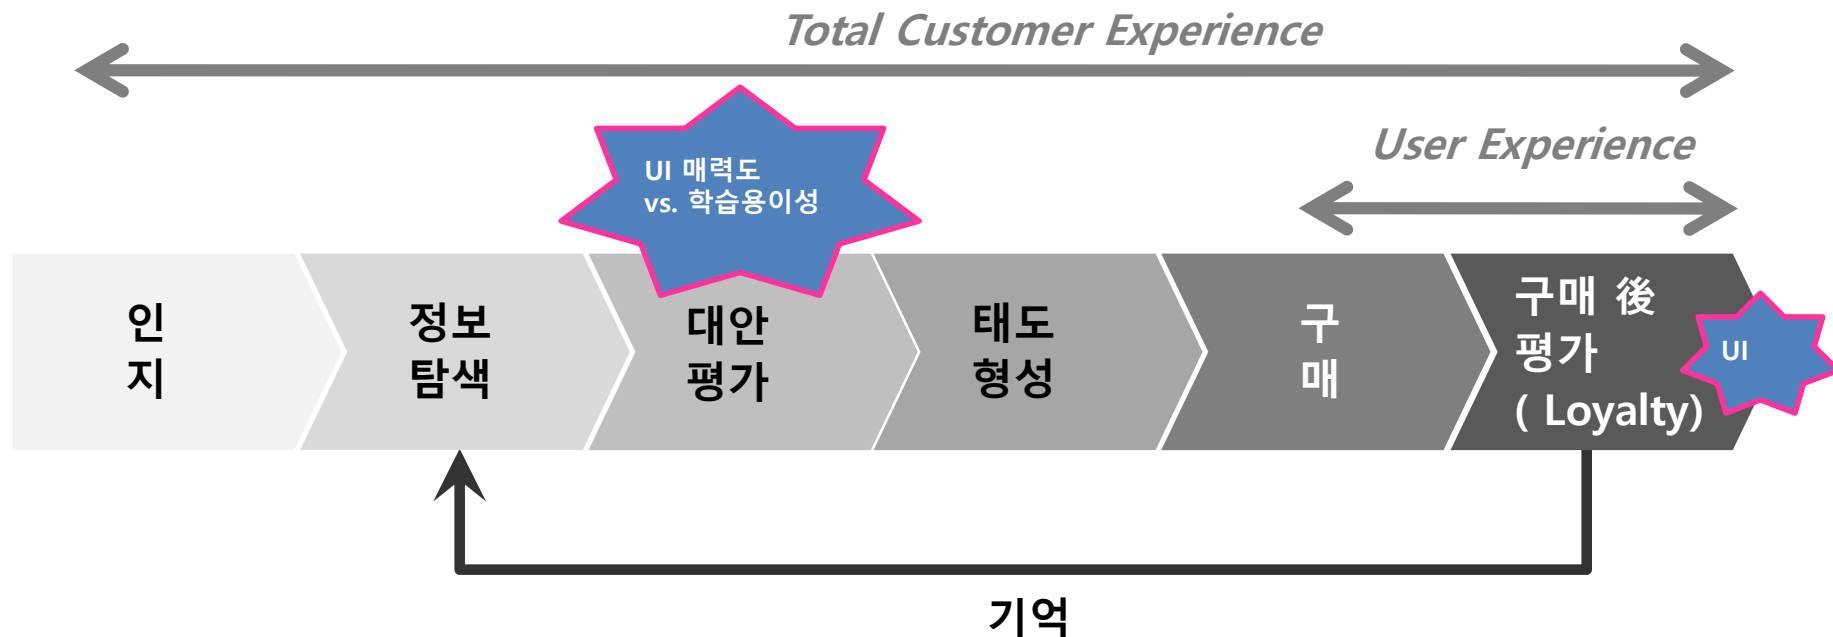 Total Customer Experience
User Experience
UI 매력도
vs. 학습용이성
인
지
정보
탐색
대안
평가
태도
형성
구
매
구매 後
평가
( Loyalty)
UI
기억